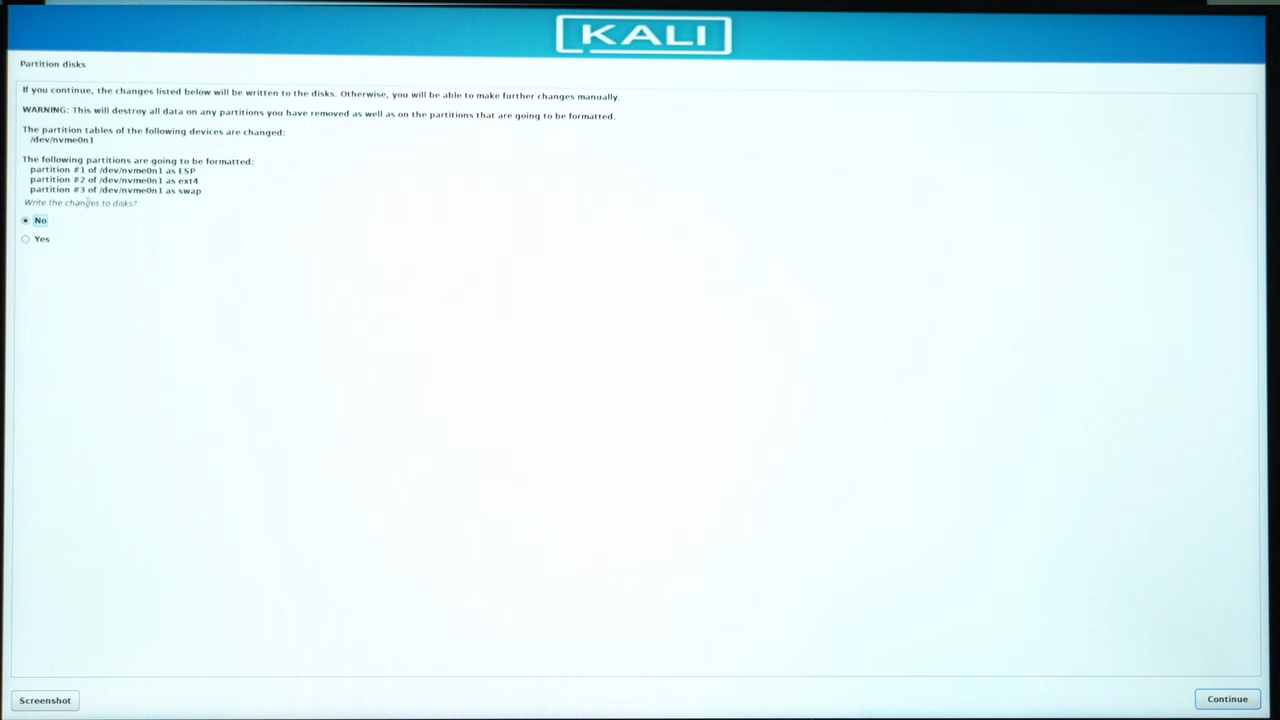 KALI
Partition disks
If you continue, the changes listed below will be written to the disks. Otherwise, you will be able to make further changes manually.
WARNING: This will destroy all data on any partitions you have removed as well as on the partitions that are going to be formatted.
The partition tables of the following devices are changed:
/dev/nvme0n1
The following partitions are going to be formatted:
partition #1 of /dev/nvme0n1 as ESP
partition #2 of /dev/nvme0n1 as ext4
partition #3 of /dev/nvme0n1 as swap
Write the changes to disks?
No
Yes
Screenshot
Continue